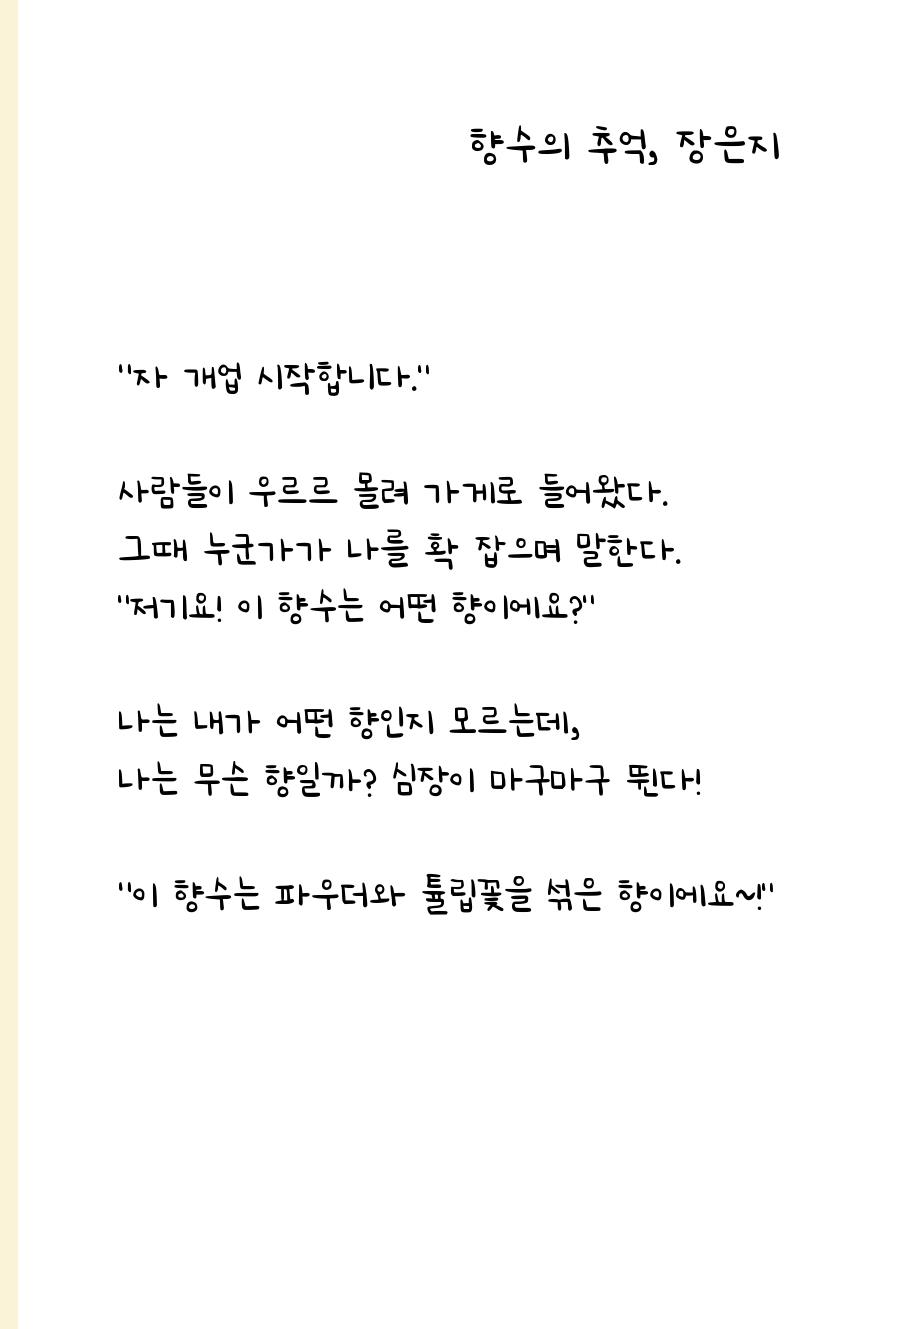 향수의 추억, 장은지
"자 개업 시작합니다."
사람들이 우르르 몰려 가게로 들어왔다.
그때 누군가가 나를 확 잡으며 말한다.
"저기요! 이 향수는 어떤 향이에요?"
나는 내가 어떤 향인지 모르는데,
나는 무슨 향일까? 심장이 마구마구 뛴다!
"이 향수는 파우더와 튤립꽃을 섞은 향이에요~!"